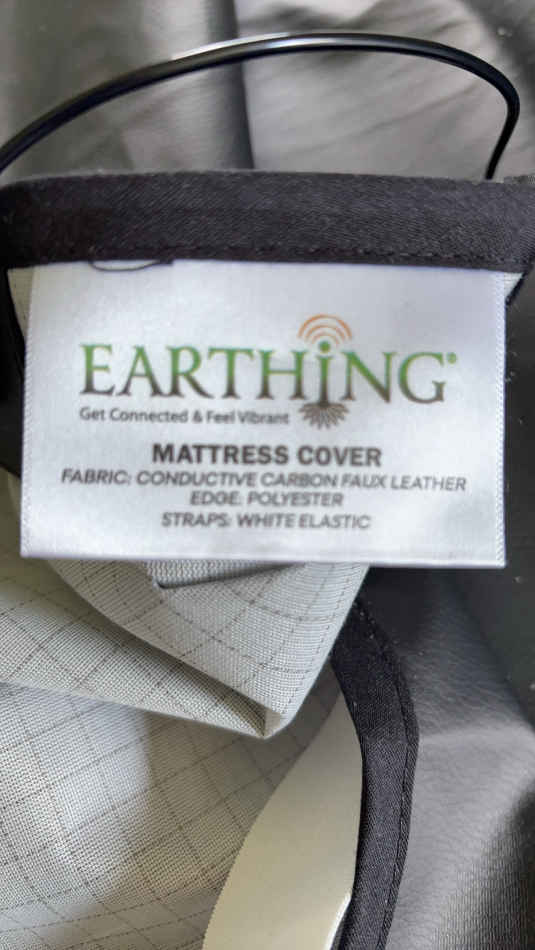 EARTHiNG®
Get Connected & Feel Vibrant
MATTRESS COVER
FABRIC: CONDUCTIVE CARBON FAUX LEATHER
EDGE: POLYESTER
STRAPS: WHITE ELASTIC